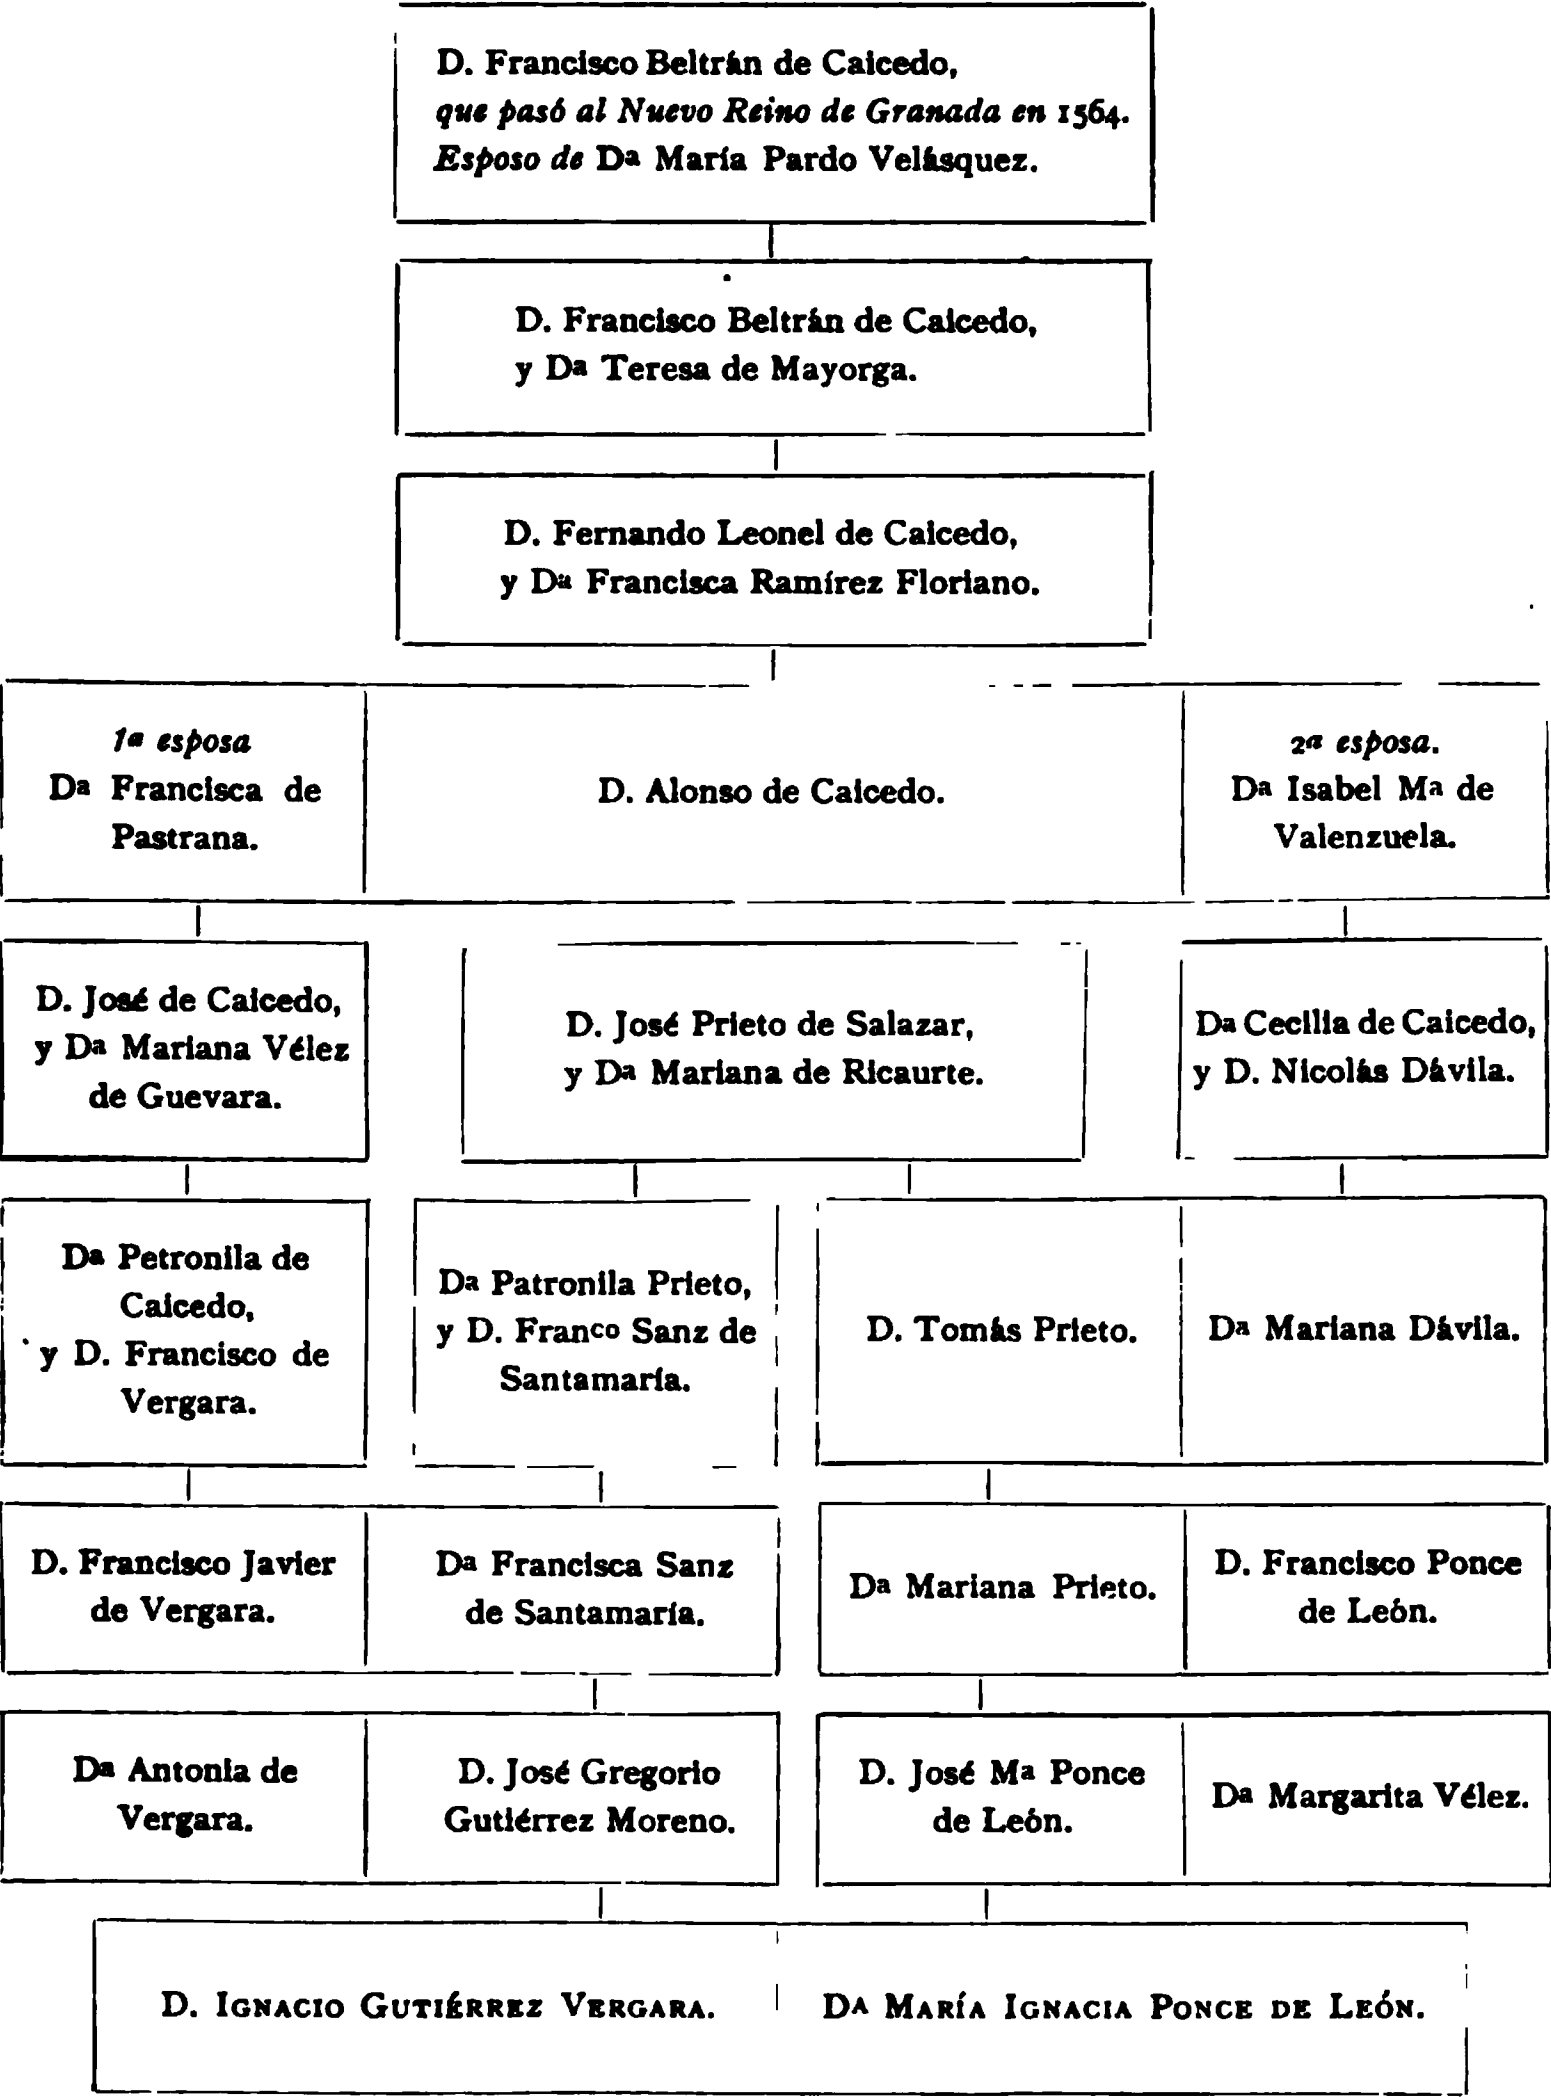 D. Francisco Beltrán de Caicedo,
que pasó al Nuevo Reino de Granada en 1564.
Esposo de Dª María Pardo Velásquez.
D. Francisco Beltrán de Caicedo,
y Dª Teresa de Mayorga.
D. Fernando Leonel de Caicedo,
y Dª Francisca Ramírez Floriano.
1ª esposa
Dª Francisca de
Pastrana.
D. Alonso de Caicedo.
2ª esposa.
Dª Isabel Mª de
Valenzuela.
D. José de Caicedo,
y Dª Mariana Vélez
de Guevara.
D. José Prieto de Salazar,
y Dª Mariana de Ricaurte.
Dª Cecilia de Caicedo,
y D. Nicolás Dávila.
Dª Petronila de
Caicedo,
y D. Francisco de
Vergara.
Dª Patronila Prieto,
y D. Franco Sanz de
Santamaría.
D. Tomás Prieto.
Dª Mariana Dávila.
D. Francisco Javier
de Vergara.
Dª Francisca Sanz
de Santamaría.
Dª Mariana Prieto.
D. Francisco Ponce
de León.
Dª Antonia de
Vergara.
D. José Gregorio
Gutiérrez Moreno.
D. José Mª Ponce
de León.
Dª Margarita Vélez.
D. IGNACIO GUTIÉRREZ VERGARA.
DA MARÍA IGNACIA PONCE DE LEÓN.